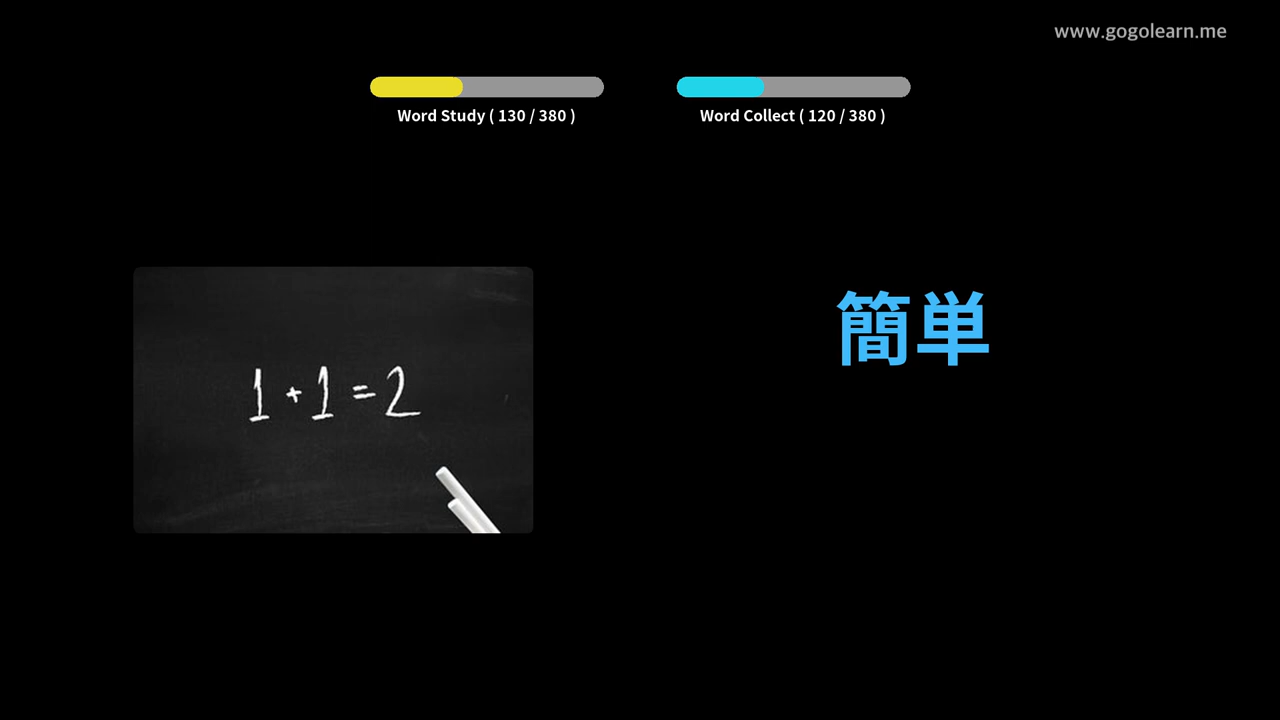 www.gogolearn.me
Word Study ( 130 / 380 )
Word Collect ( 120 / 380 )
1 + 1 = 2
簡単